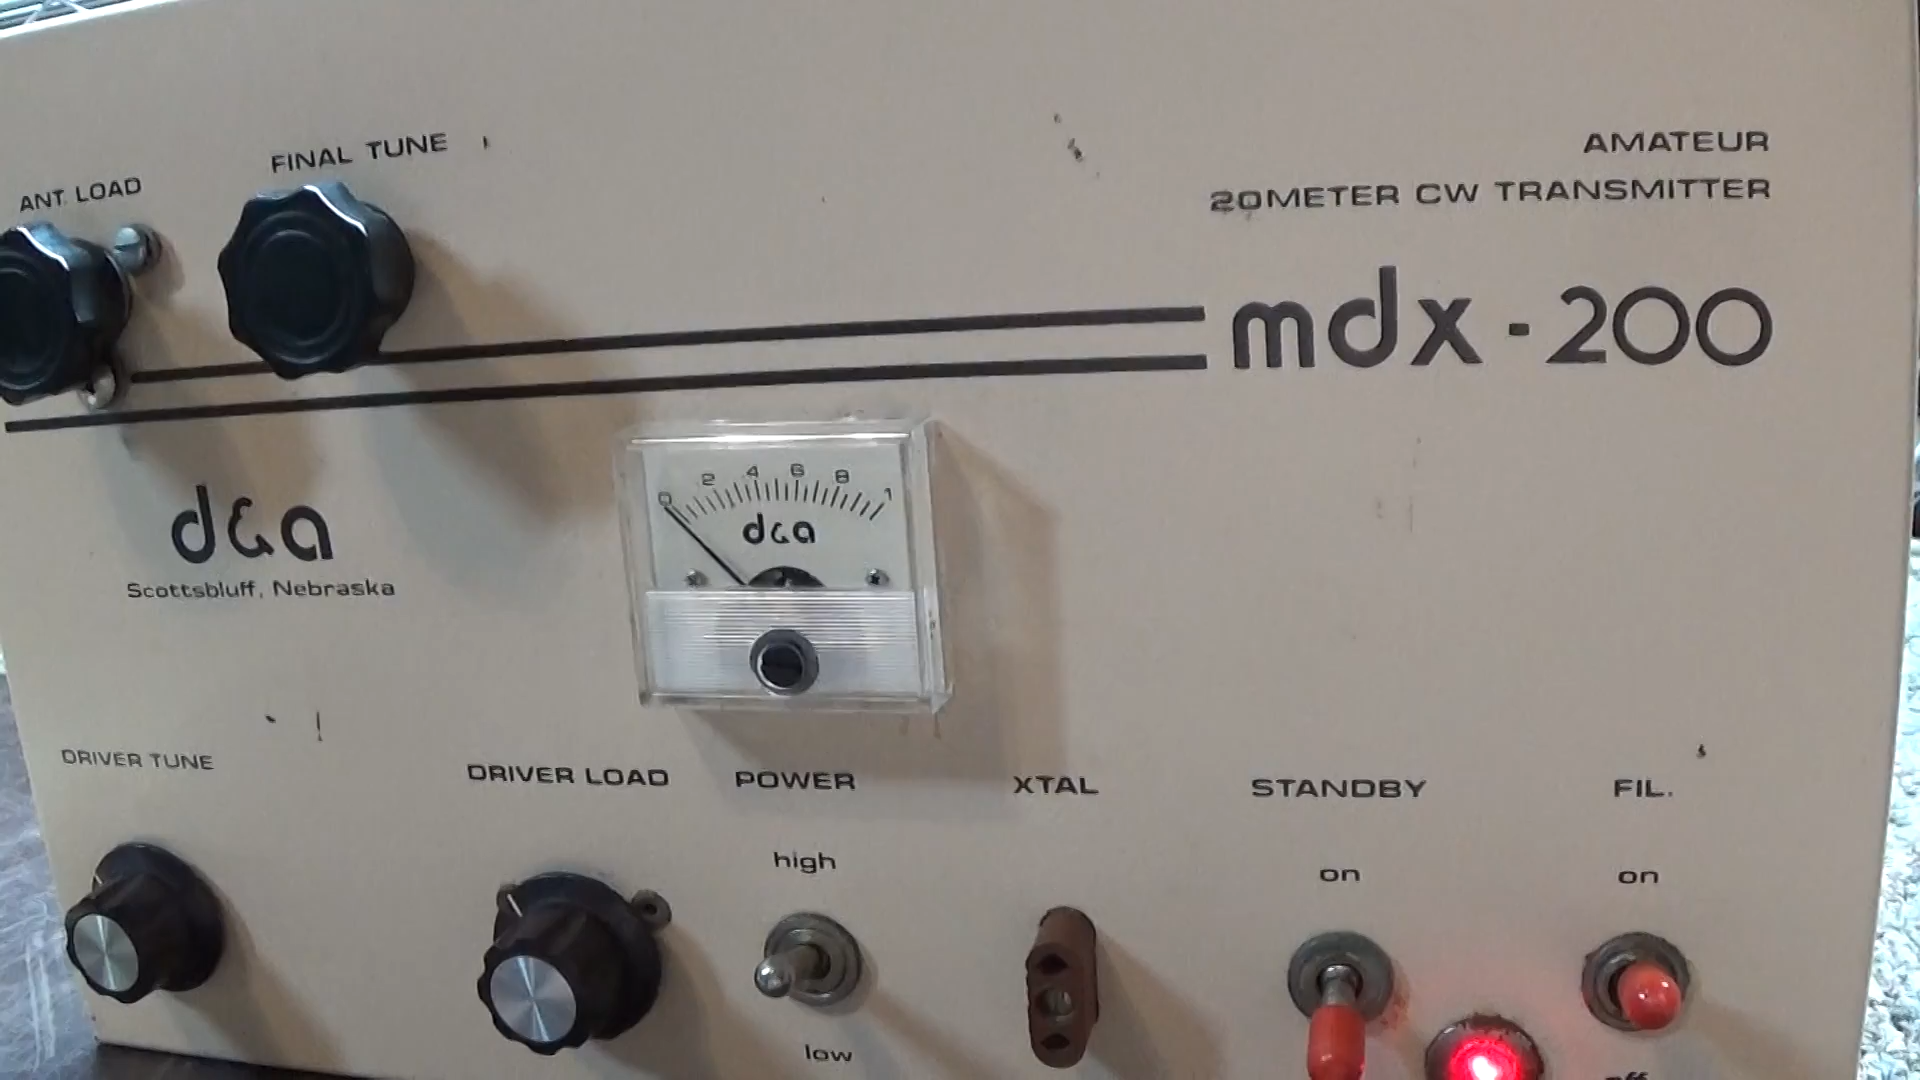 AMATEUR
FINAL TUNE
20METER CW TRANSMITTER
ANT. LOAD
mdx-200
0 2 4 6 8 1
d&a
d&a
Scottsbluff, Nebraska
DRIVER TUNE
DRIVER LOAD
POWER
XTAL
STANDBY
FIL.
high
on
on
low
off